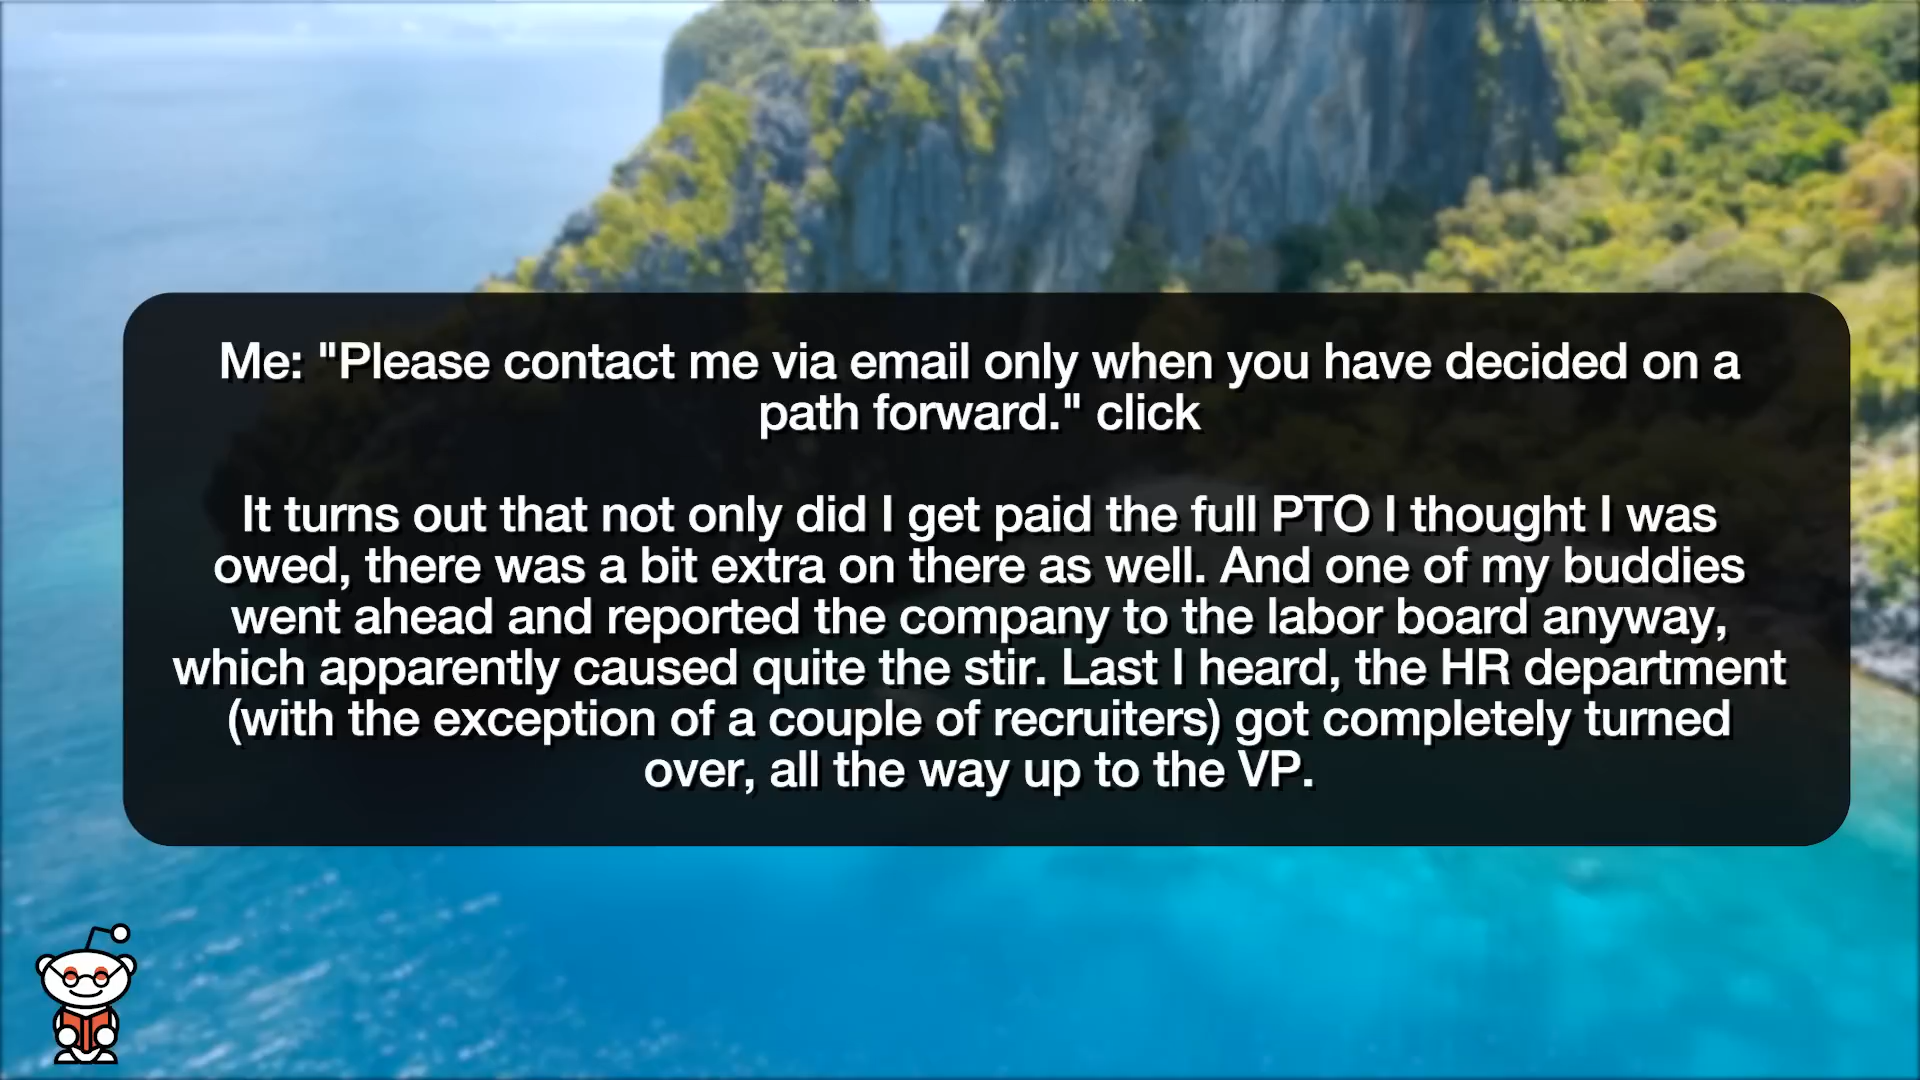 Me: "Please contact me via email only when you have decided on a
path forward." click
It turns out that not only did I get paid the full PTO I thought I was
owed, there was a bit extra on there as well. And one of my buddies
went ahead and reported the company to the labor board anyway,
which apparently caused quite the stir. Last I heard, the HR department
(with the exception of a couple of recruiters) got completely turned
over, all the way up to the VP.